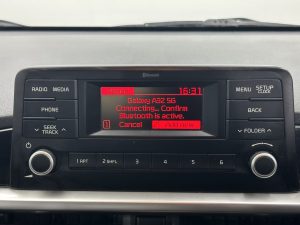 Bluetooth
16:31
RADIO MEDIA
Galaxy A32 5G
Connecting... Confirm
Bluetooth is active.
MENU SETUP
CLOCK
PHONE
BACK
1 Cancel
SEEK
TRACK
FOLDER
1 RPT 2 SHFL 3 4 5 6